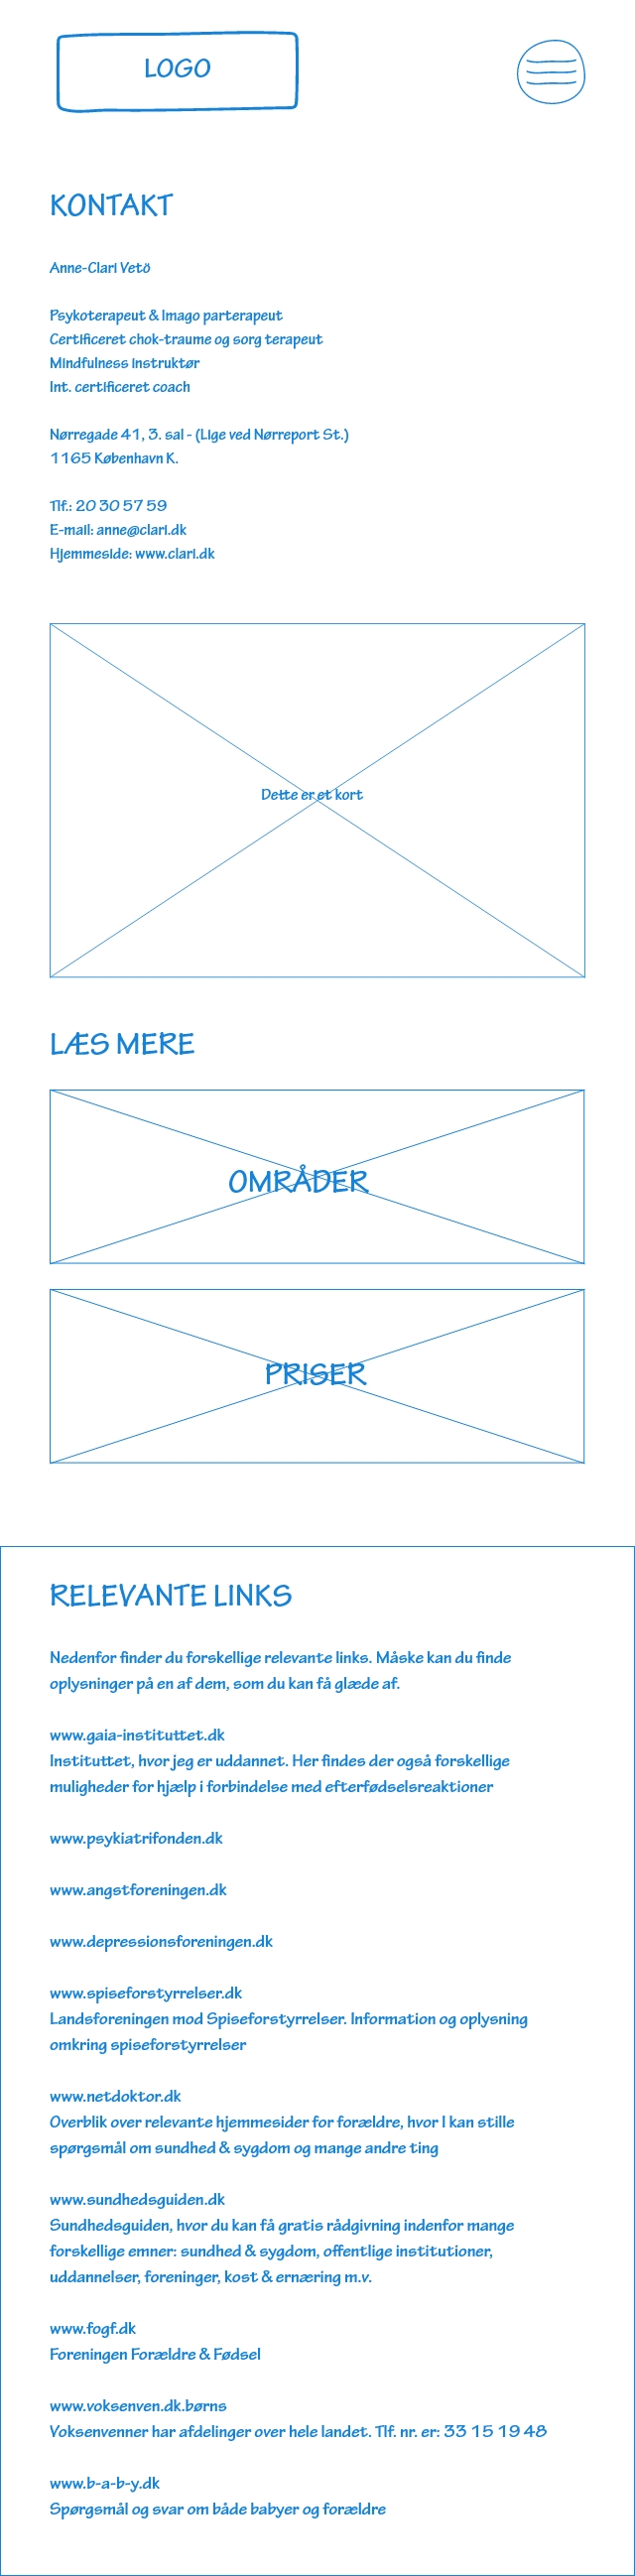 LOGO
KONTAKT
Anne-Clari Vetö
Psykoterapeut & Imago parterapeut
Certificeret chok-traume og sorg terapeut
Mindfulness instruktør
Int. certificeret coach
Nørregade 41, 3. sal - (Lige ved Nørreport St.)
1165 København K.
Tlf.: 20 30 57 59
E-mail: anne@clari.dk
Hjemmeside: www.clari.dk
Dette er et kort
LÆS MERE
OMRÅDER
PRISER
RELEVANTE LINKS
Nedenfor finder du forskellige relevante links. Måske kan du finde
oplysninger på en af dem, som du kan få glæde af.
www.gaia-instituttet.dk
Instituttet, hvor jeg er uddannet. Her findes der også forskellige
muligheder for hjælp i forbindelse med efterfødselsreaktioner
www.psykiatrifonden.dk
www.angstforeningen.dk
www.depressionsforeningen.dk
www.spiseforstyrrelser.dk
Landsforeningen mod Spiseforstyrrelser. Information og oplysning
omkring spiseforstyrrelser
www.netdoktor.dk
Overblik over relevante hjemmesider for forældre, hvor I kan stille
spørgsmål om sundhed & sygdom og mange andre ting
www.sundhedsguiden.dk
Sundhedsguiden, hvor du kan få gratis rådgivning indenfor mange
forskellige emner: sundhed & sygdom, offentlige institutioner,
uddannelser, foreninger, kost & ernæring m.v.
www.fogf.dk
Foreningen Forældre & Fødsel
www.voksenven.dk.børns
Voksenvenner har afdelinger over hele landet. Tlf. nr. er: 33 15 19 48
www.b-a-b-y.dk
Spørgsmål og svar om både babyer og forældre